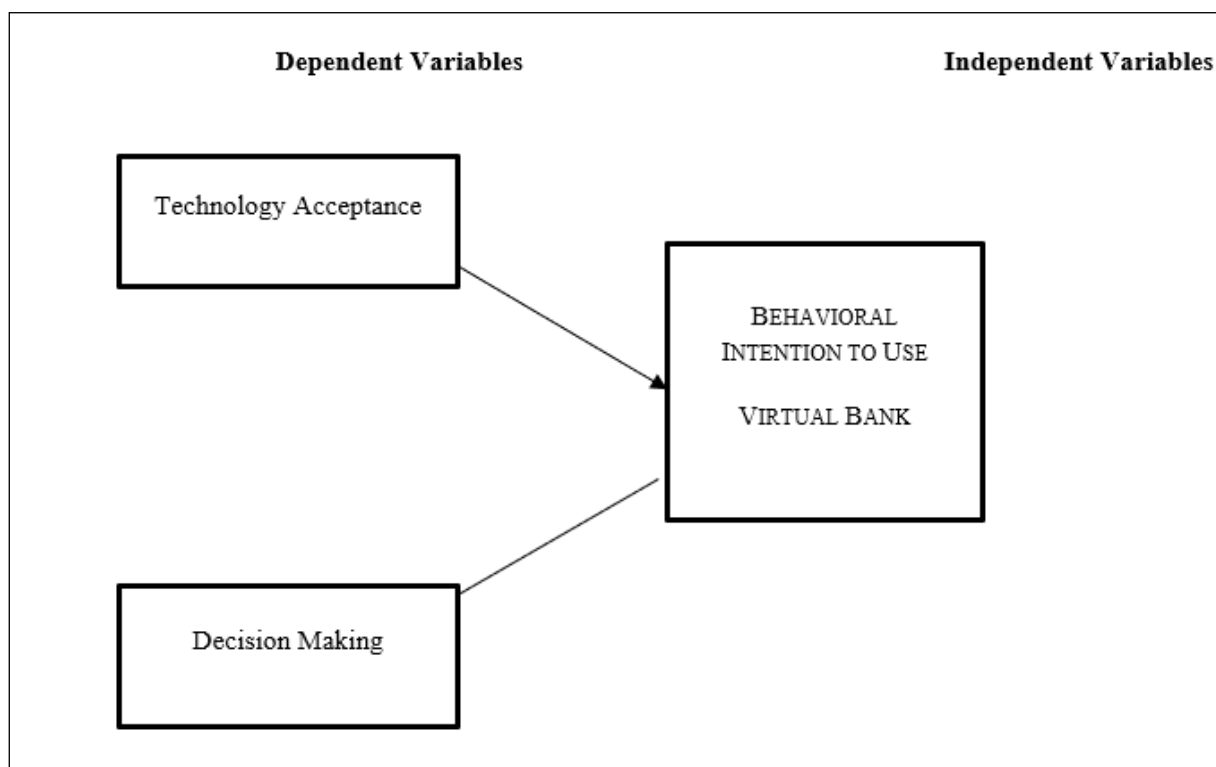 Dependent Variables
Independent Variables
Technology Acceptance
BEHAVIORAL
INTENTION TO USE
VIRTUAL BANK
Decision Making